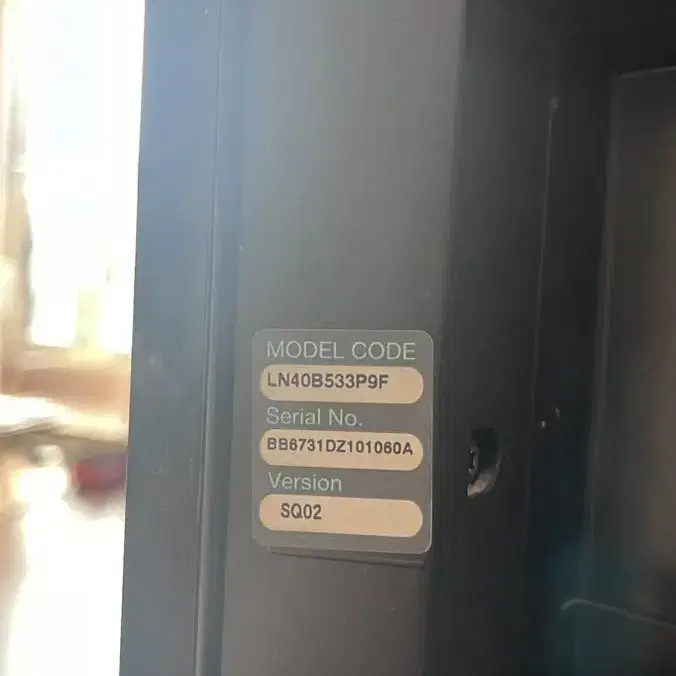 MODEL CODE
LN40B533P9F
Serial No.
BB6731DZ101060A
Version
SQ02